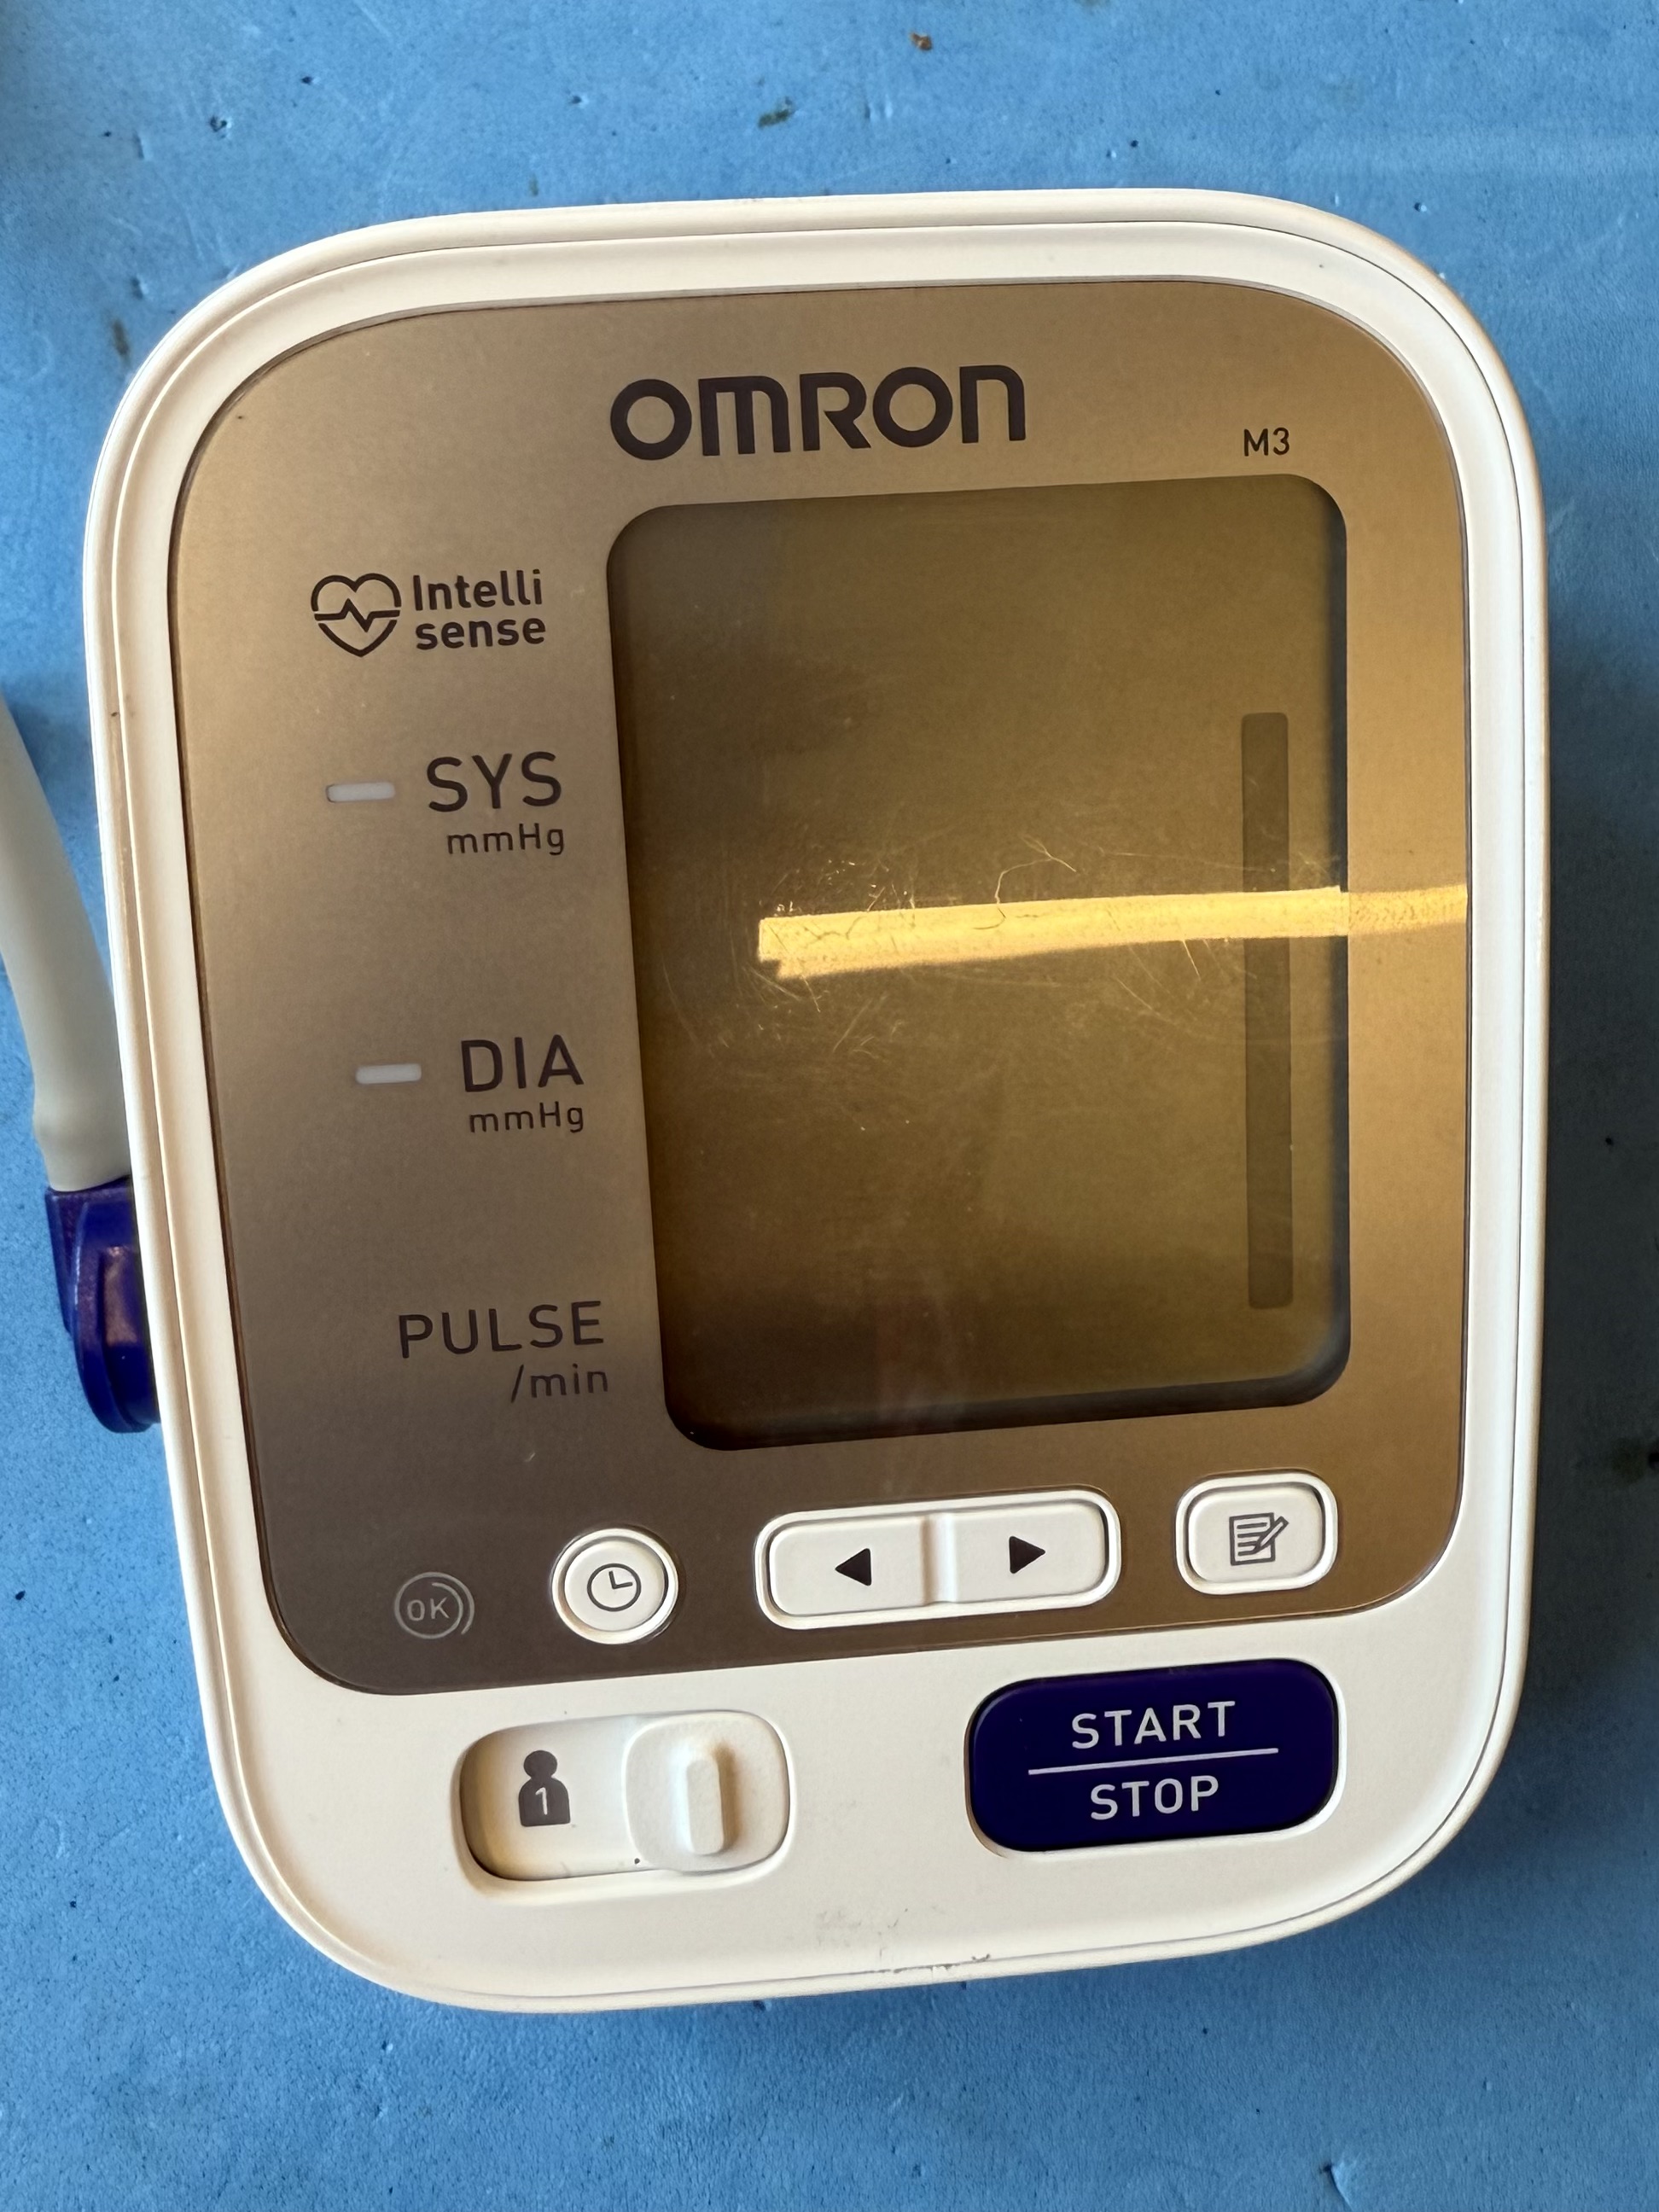 OMRON
M3
Intelli
sense
SYS
mmHg
DIA
mmHg
PULSE
/min
OK
1
START
STOP